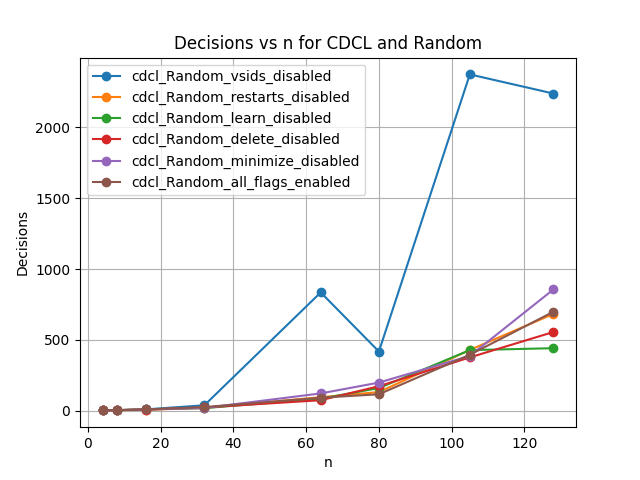 Decisions vs n for CDCL and Random
cdcl_Random_vsids_disabled
cdcl_Random_restarts_disabled
cdcl_Random_learn_disabled
cdcl_Random_delete_disabled
cdcl_Random_minimize_disabled
cdcl_Random_all_flags_enabled
Decisions
2000
1500
1000
500
0
0 20 40 60 80 100 120
n